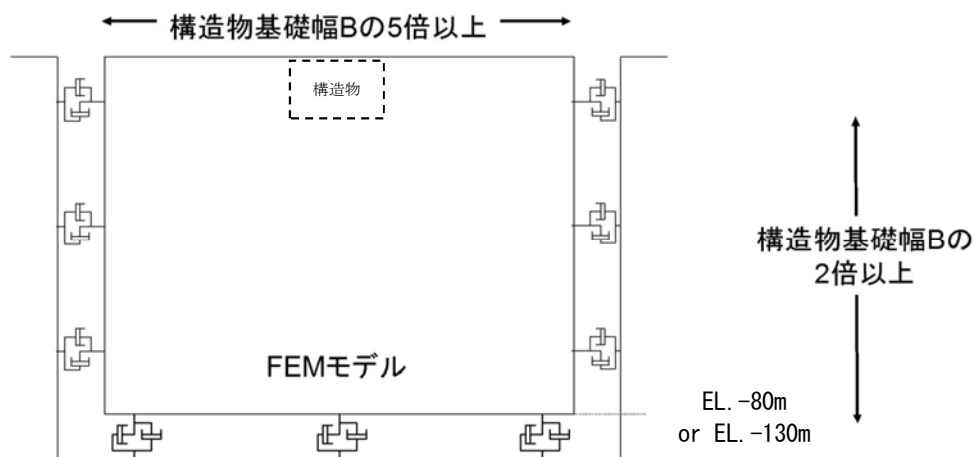 構造物基礎幅Bの5倍以上
構造物
構造物基礎幅Bの
2倍以上
FEMモデル
EL.-80m
or EL.-130m